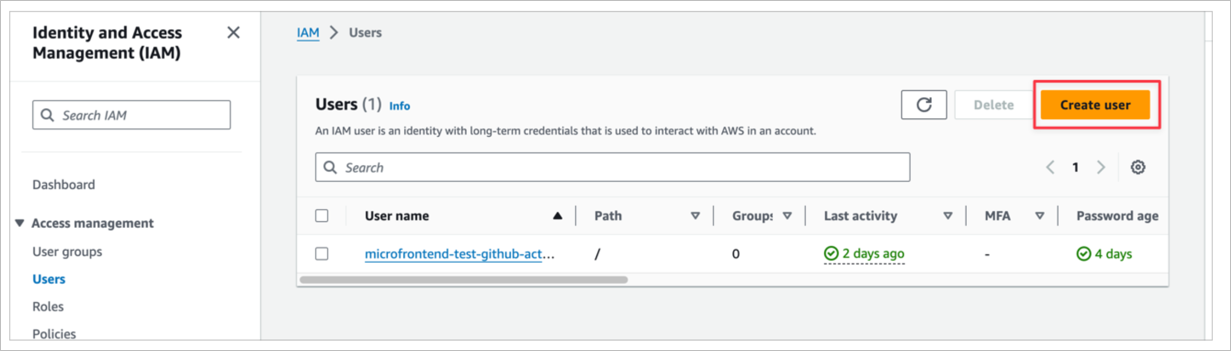 Identity and Access
Management (IAM)
Search IAM
Dashboard
Access management
User groups
Users
Roles
Policies
IAM > Users
Users (1) Info
Delete
Create user
An IAM user is an identity with long-term credentials that is used to interact with AWS in an account.
Search
1
User name Path Groups Last activity MFA Password age
microfrontend-test-github-act... / 0 2 days ago - 4 days